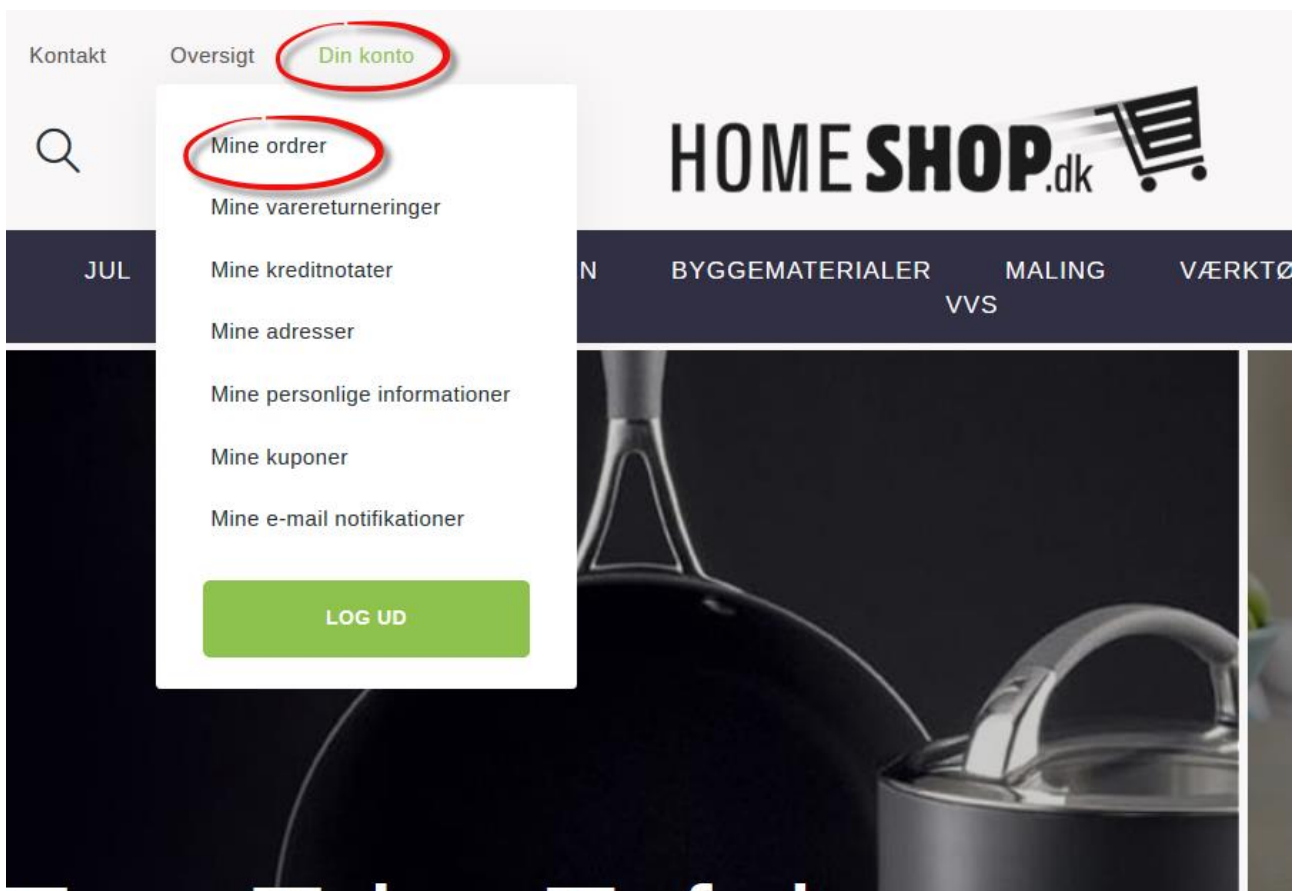 Kontakt Oversigt Din konto
Mine ordrer
Mine varereturneringer
Mine kreditnotater
Mine adresser
Mine personlige informationer
Mine kuponer
Mine e-mail notifikationer
LOG UD
HOMESHOP.dk
JUL N BYGGEMATERIALER MALING VÆRKTØ
VVS